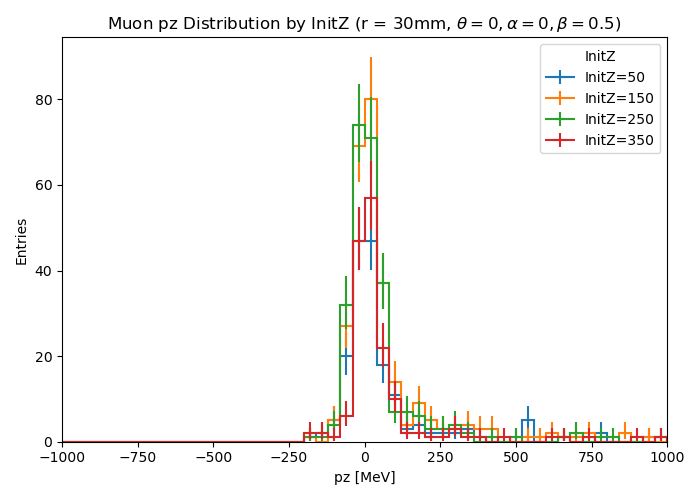 Muon pz Distribution by InitZ (r = 30mm, θ = 0, α = 0, β = 0.5)
InitZ
InitZ=50
InitZ=150
InitZ=250
InitZ=350
80
60
40
20
0
Entries
−1000
−750
−500
−250
0
250
500
750
1000
pz [MeV]